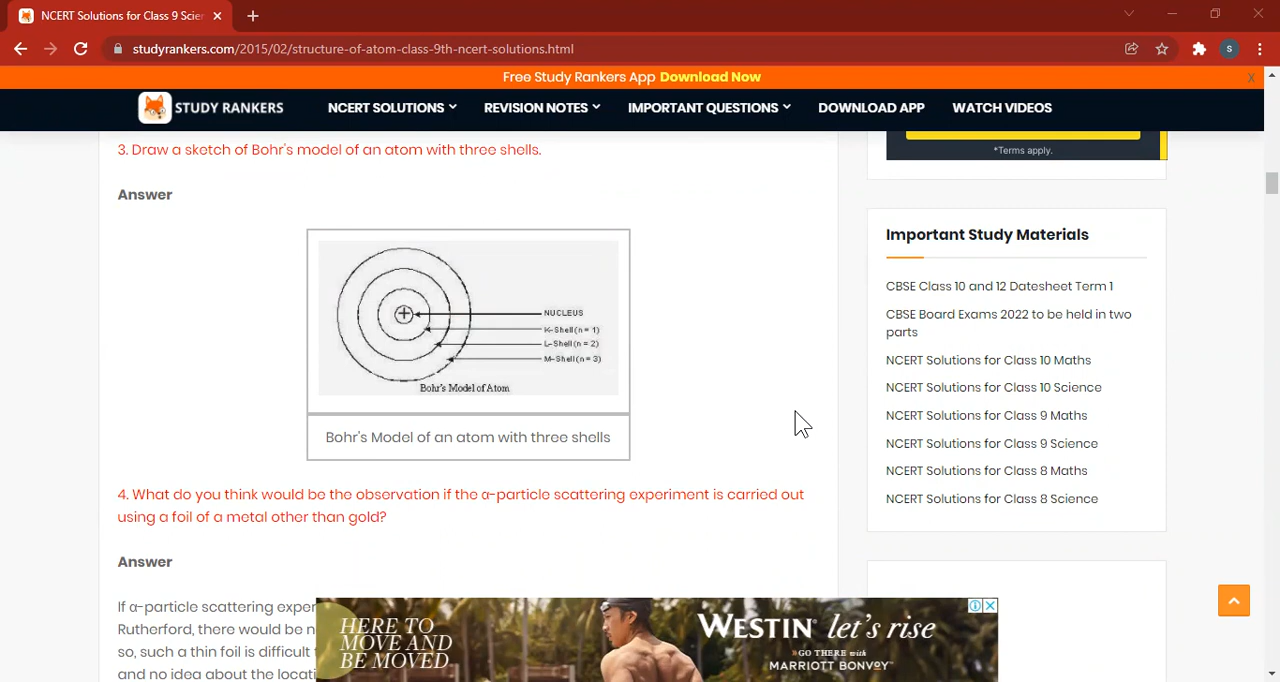 NCERT Solutions for Class 9 Scie
studyrankers.com/2015/02/structure-of-atom-class-9th-ncert-solutions.html
S
Free Study Rankers App Download Now
X
STUDY RANKERS
NCERT SOLUTIONS
REVISION NOTES
IMPORTANT QUESTIONS
DOWNLOAD APP
WATCH VIDEOS
3. Draw a sketch of Bohr's model of an atom with three shells.
Answer
+
NUCLEUS
K-Shell(n = 1)
L-Shell(n = 2)
M-Shell(n = 3)
Bohr's Model of Atom
Bohr's Model of an atom with three shells
4. What do you think would be the observation if the α-particle scattering experiment is carried out
using a foil of a metal other than gold?
Answer
If α-particle scattering exper
Rutherford, there would be n
so, such a thin foil is difficult
and no idea about the locati
*Terms apply.
Important Study Materials
CBSE Class 10 and 12 Datesheet Term 1
CBSE Board Exams 2022 to be held in two
parts
NCERT Solutions for Class 10 Maths
NCERT Solutions for Class 10 Science
NCERT Solutions for Class 9 Maths
NCERT Solutions for Class 9 Science
NCERT Solutions for Class 8 Maths
NCERT Solutions for Class 8 Science
HERE TO
MOVE AND
BE MOVED
WESTIN® let's rise
»GO THERE with
MARRIOTT BONVOY™